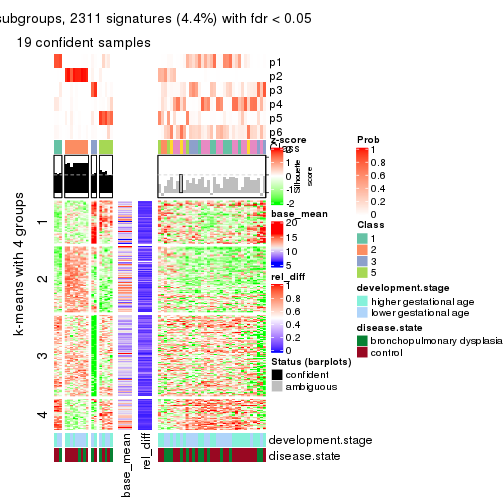 subgroups, 2311 signatures (4.4%) with fdr < 0.05
19 confident samples
p1
p2
p3
p4
p5
p6
Class
z-score
2
1
0
-1
-2
Silhouette
score
k-means with 4 groups
1
2
3
4
base_mean
20
15
10
5
rel_diff
1
0.8
0.6
0.4
0.2
0
Status (barplots)
confident
ambiguous
Prob
1
0.8
0.6
0.4
0.2
0
Class
1
2
3
5
development.stage
higher gestational age
lower gestational age
disease.state
bronchopulmonary dysplasia
control
development.stage
disease.state
base_mean
rel_diff